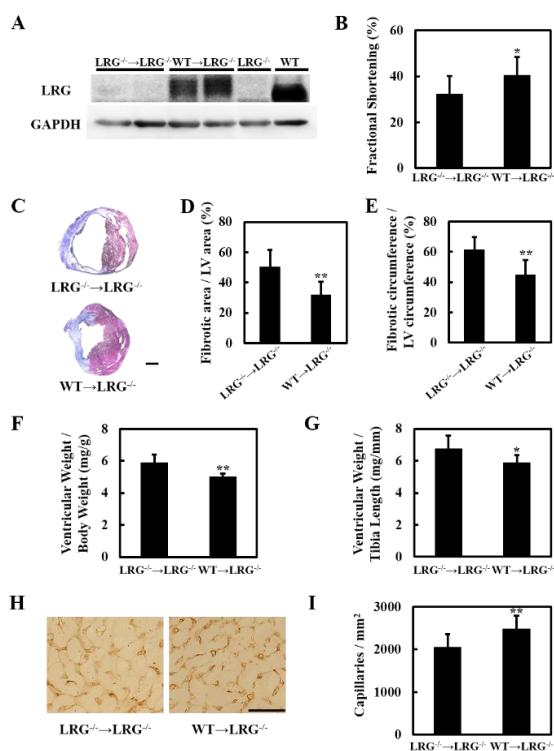 A
LRG⁻/⁻→LRG⁻/⁻ WT→LRG⁻/⁻ LRG⁻/⁻ WT
LRG
GAPDH
B
Fractional Shortening (%)
60
40
20
0
*
LRG⁻/⁻→LRG⁻/⁻ WT→LRG⁻/⁻
C
LRG⁻/⁻→LRG⁻/⁻
WT→LRG⁻/⁻
D
Fibrotic area / LV area (%)
80
60
40
20
0
**
LRG⁻/⁻→LRG⁻/⁻
WT→LRG⁻/⁻
E
Fibrotic circumference /
LV circumference (%)
80
60
40
20
0
**
LRG⁻/⁻→LRG⁻/⁻
WT→LRG⁻/⁻
F
Ventricular Weight /
Body Weight (mg/g)
8
6
4
2
0
**
LRG⁻/⁻→LRG⁻/⁻ WT→LRG⁻/⁻
G
Ventricular Weight /
Tibia Length (mg/mm)
8
6
4
2
0
*
LRG⁻/⁻→LRG⁻/⁻ WT→LRG⁻/⁻
H
LRG⁻/⁻→LRG⁻/⁻
WT→LRG⁻/⁻
I
Capillaries / mm²
3000
2000
1000
0
**
LRG⁻/⁻→LRG⁻/⁻ WT→LRG⁻/⁻